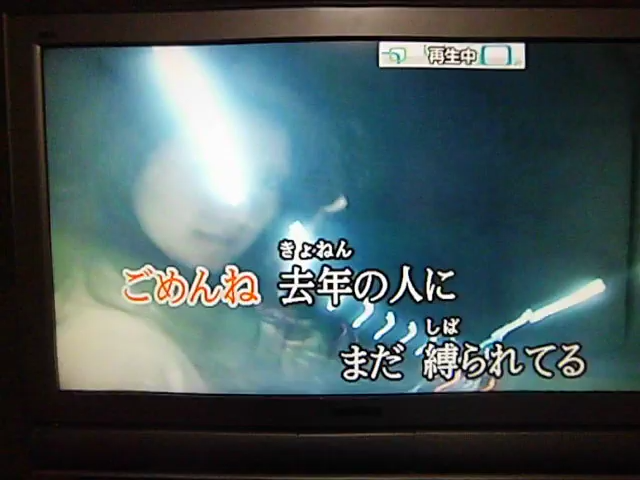 再生中
きょねん
ごめんね 去年の人に
しば
まだ 縛られてる